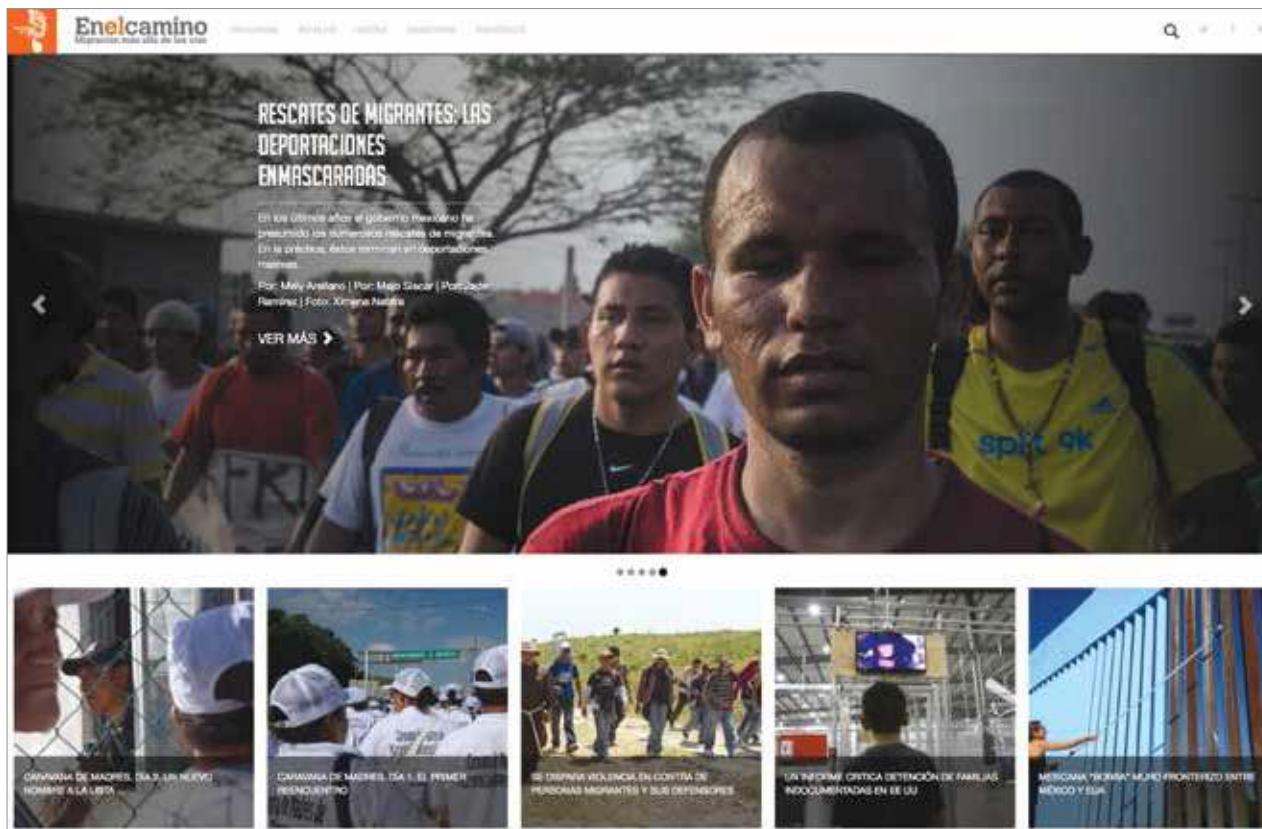 Enelcamino
Migración más allá de las vías
RESCATES DE MIGRANTES: LAS
DEPORTACIONES
ENMASCARADAS
En los últimos años el gobierno mexicano ha
presumido los numerosos rescates de migrantes.
En la práctica, éstos terminan en deportaciones
masivas.
Por: Mely Arellano | Por: Majo Siscar | Por:
Ramírez | Foto: Ximena Natera
VER MÁS
split 9k
CARAVANA DE MADRES. DÍA 2. UN NUEVO
NOMBRE A LA LISTA
CARAVANA DE MADRES. DÍA 1. EL PRIMER
REENCUENTRO
SE DISPARA VIOLENCIA EN CONTRA DE
PERSONAS MIGRANTES Y SUS DEFENSORES
UN INFORME CRITICA DETENCIÓN DE FAMILIAS
INDOCUMENTADAS EN EE UU
MEXICANA "BORRA" MURO FRONTERIZO ENTRE
MÉXICO Y EUA